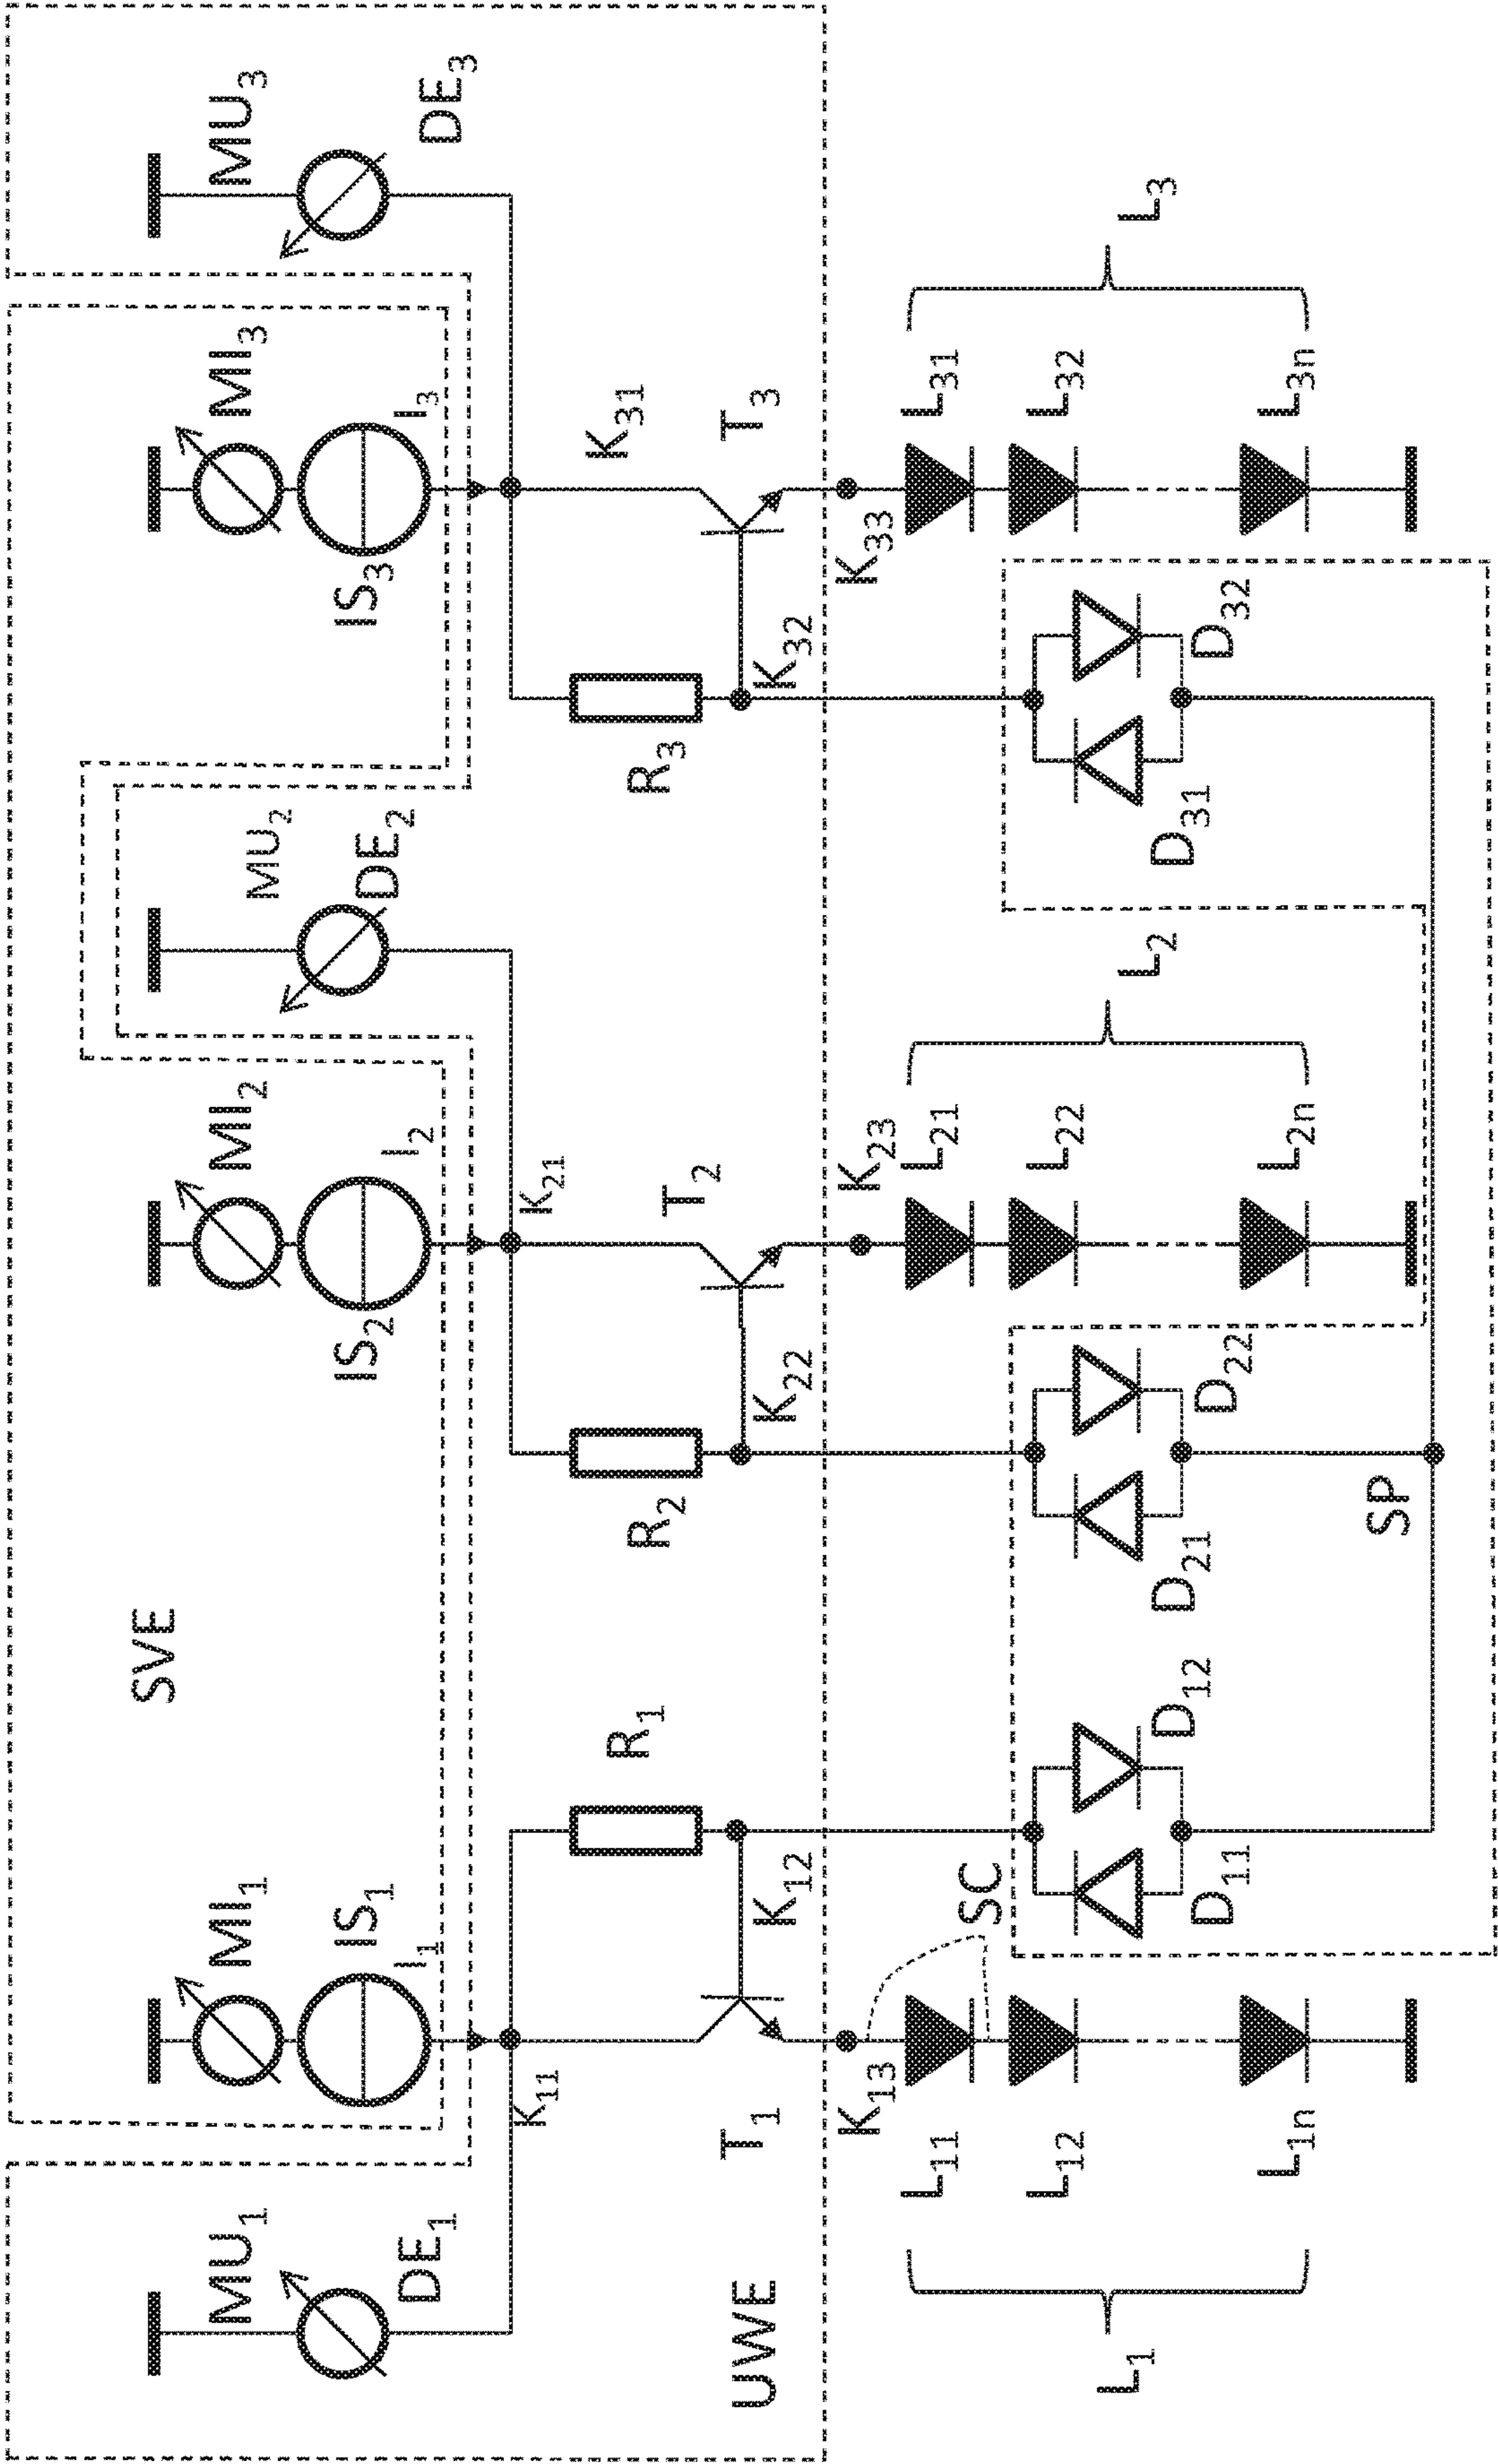 MU₁
DE₁
UWE
SVE
MI₁
IS₁
I₁
K₁₁
R₁
T₁
K₁₂
K₁₃
SC
L₁
L₁₁
L₁₂
L₁ₙ
D₁₁
D₁₂
MI₂
IS₂
I₂
K₂₁
MU₂
DE₂
R₂
T₂
K₂₂
K₂₃
L₂₁
L₂₂
L₂ₙ
L₂
D₂₁
D₂₂
SP
MI₃
IS₃
I₃
MU₃
DE₃
K₃₁
R₃
T₃
K₃₂
K₃₃
L₃₁
L₃₂
L₃ₙ
L₃
D₃₁
D₃₂